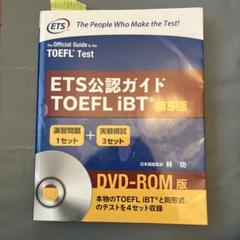 ETS
The People Who Make the Test!
The Official Guide to the
TOEFL® Test
ETS公認ガイド
TOEFL iBT® 第5版
演習問題
1セット
+
実戦模試
3セット
日本語版監訳 林 功
DVD-ROM版
本物のTOEFL iBT®と同形式
のテストを4セット収録